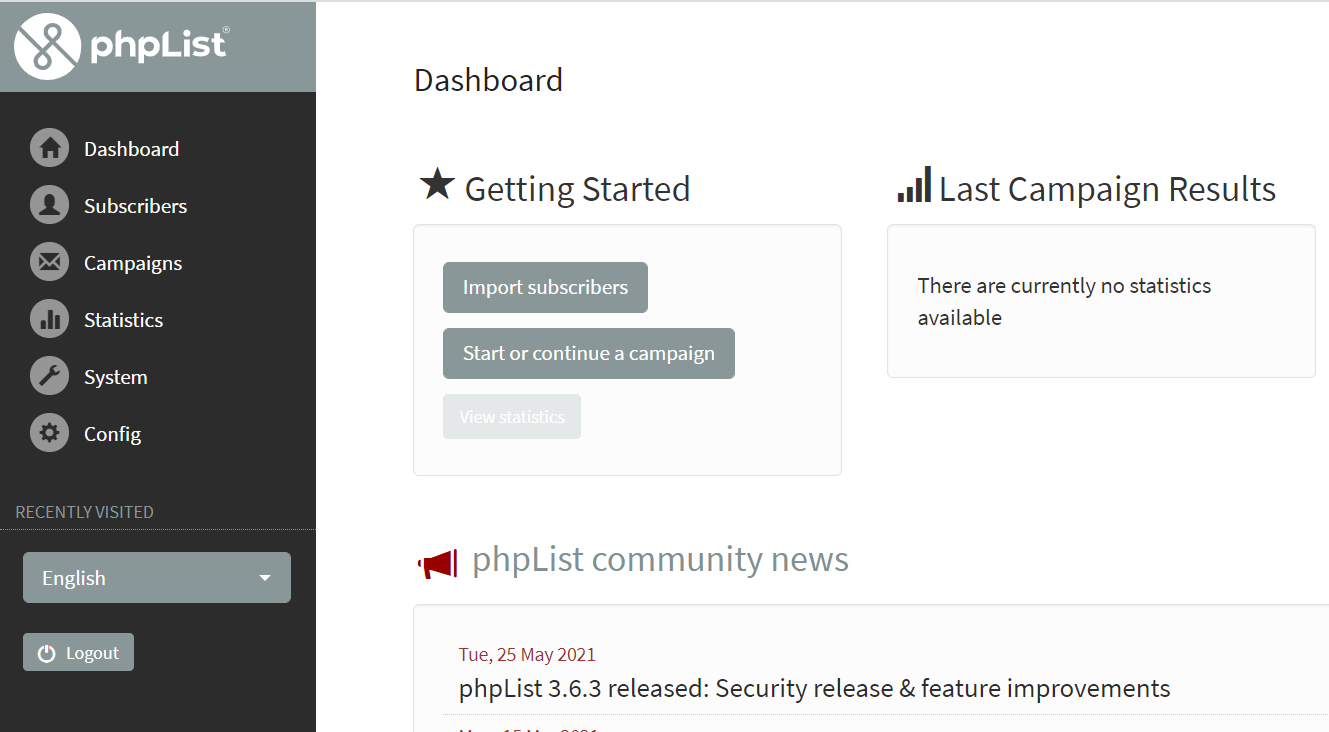 phpList®
Dashboard
Subscribers
Campaigns
Statistics
System
Config
RECENTLY VISITED
English
Logout
Dashboard
Getting Started
Import subscribers
Start or continue a campaign
View statistics
Last Campaign Results
There are currently no statistics
available
phpList community news
Tue, 25 May 2021
phpList 3.6.3 released: Security release & feature improvements